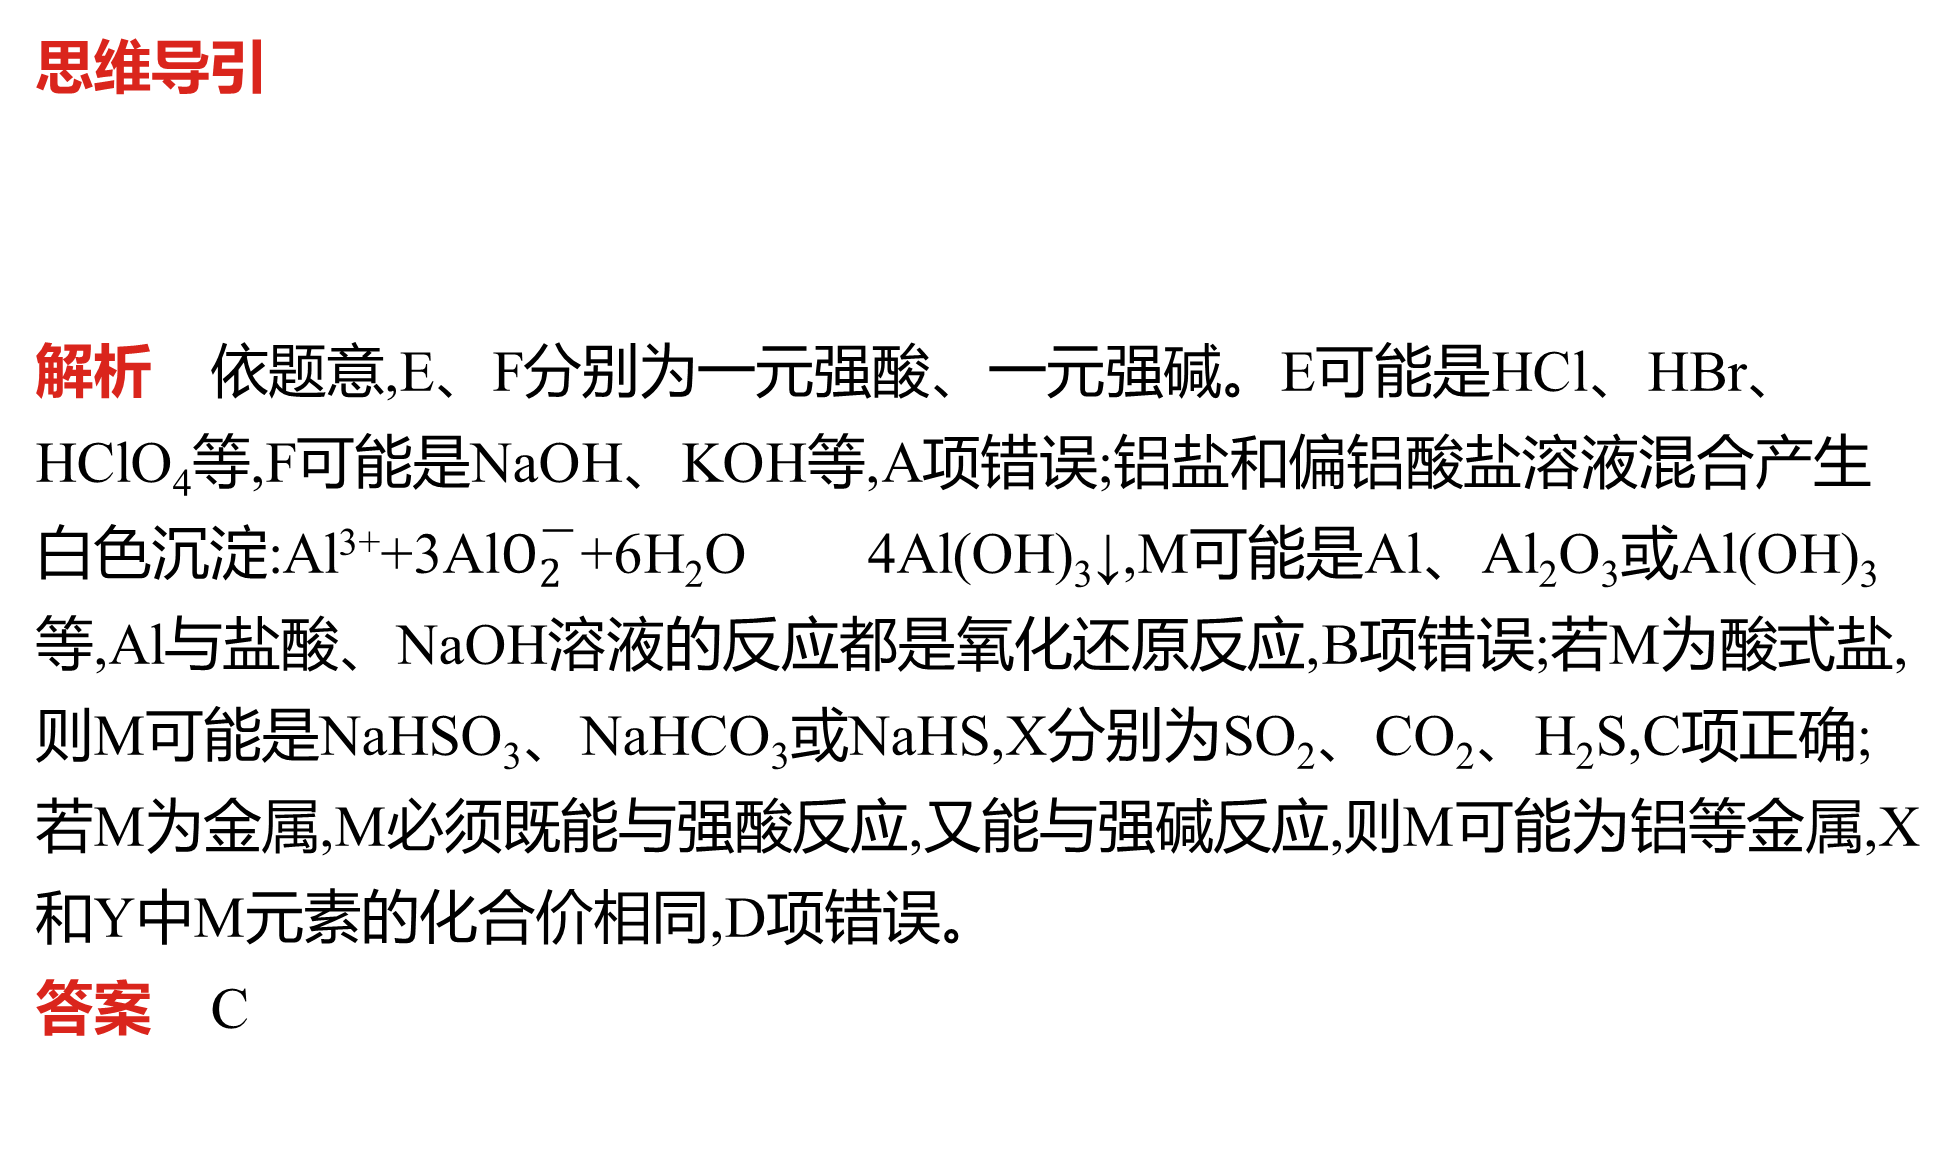 思维导引
解析 依题意,E、F分别为一元强酸、一元强碱。E可能是HCl、HBr、
HClO₄等,F可能是NaOH、KOH等,A项错误;铝盐和偏铝酸盐溶液混合产生
白色沉淀:Al³⁺+3AlO₂⁻+6H₂O  4Al(OH)₃↓,M可能是Al、Al₂O₃或Al(OH)₃
等,Al与盐酸、NaOH溶液的反应都是氧化还原反应,B项错误;若M为酸式盐,
则M可能是NaHSO₃、NaHCO₃或NaHS,X分别为SO₂、CO₂、H₂S,C项正确;
若M为金属,M必须既能与强酸反应,又能与强碱反应,则M可能为铝等金属,X
和Y中M元素的化合价相同,D项错误。
答案 C